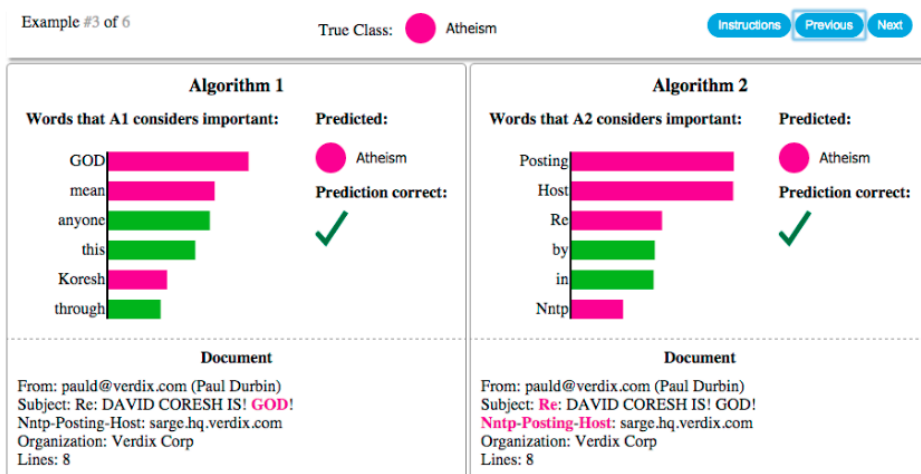 Example #3 of 6
True Class: Atheism
Instructions
Previous
Next
Algorithm 1
Words that A1 considers important:
Predicted:
GOD
mean
anyone
this
Koresh
through
Atheism
Prediction correct:
Document
From: pauld@verdix.com (Paul Durbin)
Subject: Re: DAVID CORESH IS! GOD!
Nntp-Posting-Host: sarge.hq.verdix.com
Organization: Verdix Corp
Lines: 8
Algorithm 2
Words that A2 considers important:
Predicted:
Posting
Host
Re
by
in
Nntp
Atheism
Prediction correct:
Document
From: pauld@verdix.com (Paul Durbin)
Subject: Re: DAVID CORESH IS! GOD!
Nntp-Posting-Host: sarge.hq.verdix.com
Organization: Verdix Corp
Lines: 8